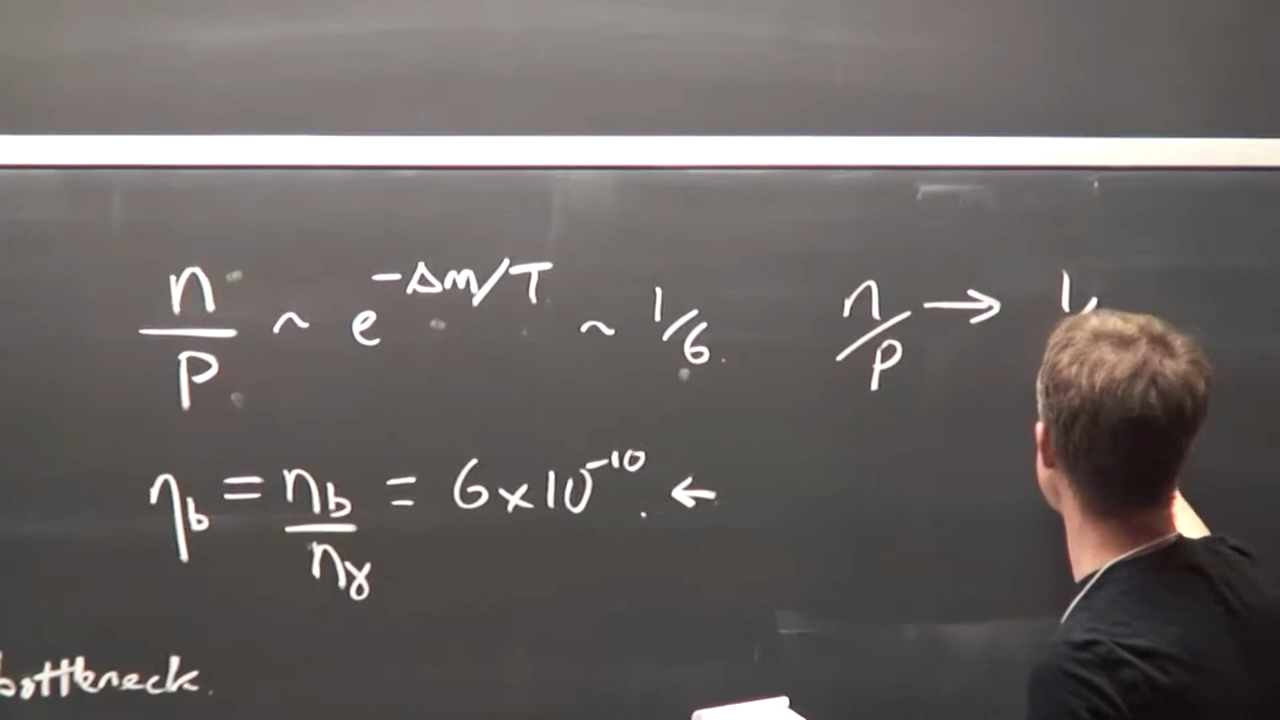 n/p ~ e^{-Δm/T} ~ 1/6 n/p → 1/
η_b = n_b/n_γ = 6×10^{-10}. ←
bottleneck.